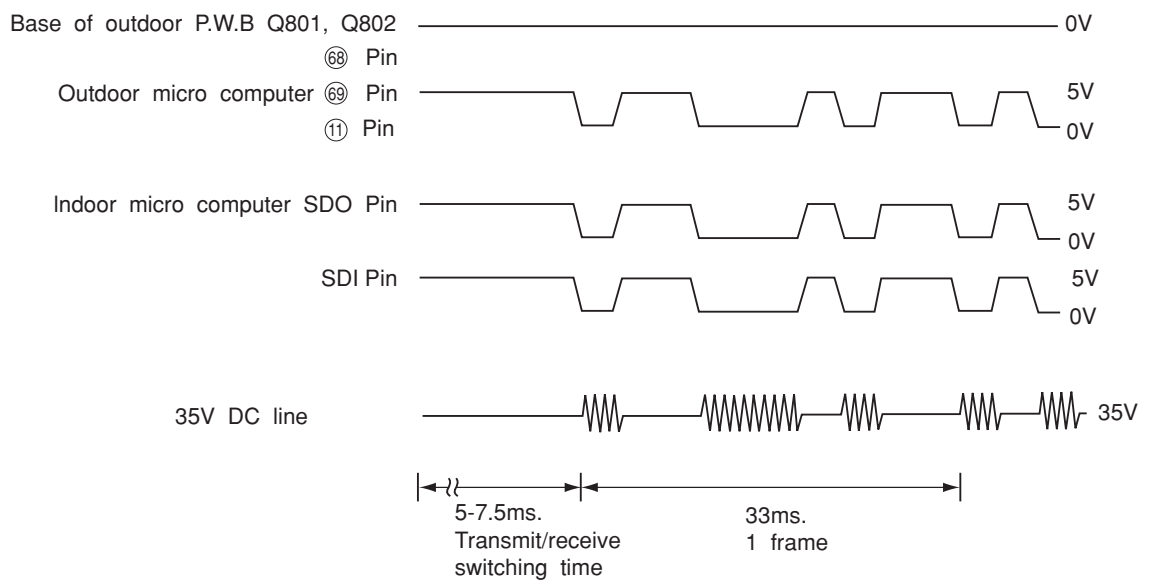 Base of outdoor P.W.B Q801, Q802 0V
68 Pin
Outdoor micro computer 69 Pin 5V
11 Pin 0V
Indoor micro computer SDO Pin 5V
0V
SDI Pin 5V
0V
35V DC line 35V
5-7.5ms. 33ms.
Transmit/receive 1 frame
switching time